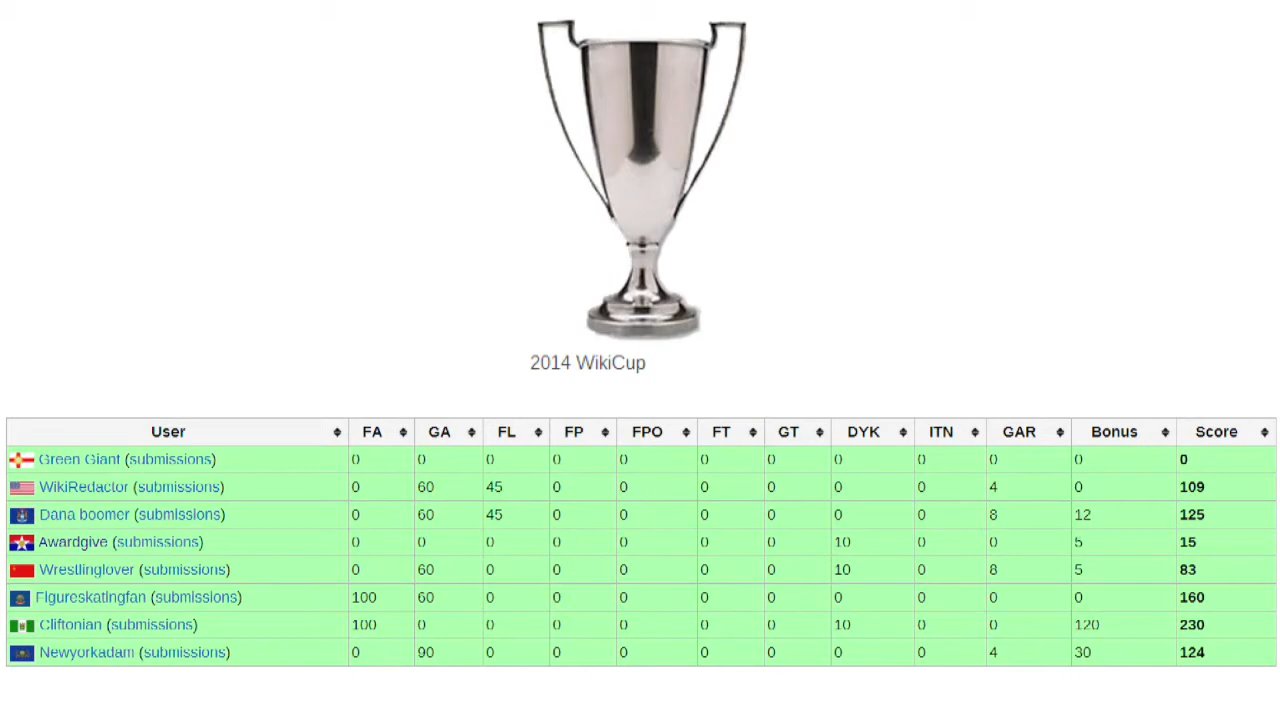 2014 WikiCup
User FA GA FL FP FPO FT GT DYK ITN GAR Bonus Score
Green Giant (submissions) 0 0 0 0 0 0 0 0 0 0 0 0
WikiRedactor (submissions) 0 60 45 0 0 0 0 0 0 4 0 109
Dana boomer (submissions) 0 60 45 0 0 0 0 0 0 8 12 125
Awardgive (submissions) 0 0 0 0 0 0 0 10 0 0 5 15
Wrestlinglover (submissions) 0 60 0 0 0 0 0 10 0 8 5 83
Figureskatingfan (submissions) 100 60 0 0 0 0 0 0 0 0 0 160
Cliftonian (submissions) 100 0 0 0 0 0 0 10 0 0 120 230
Newyorkadam (submissions) 0 90 0 0 0 0 0 0 0 4 30 124